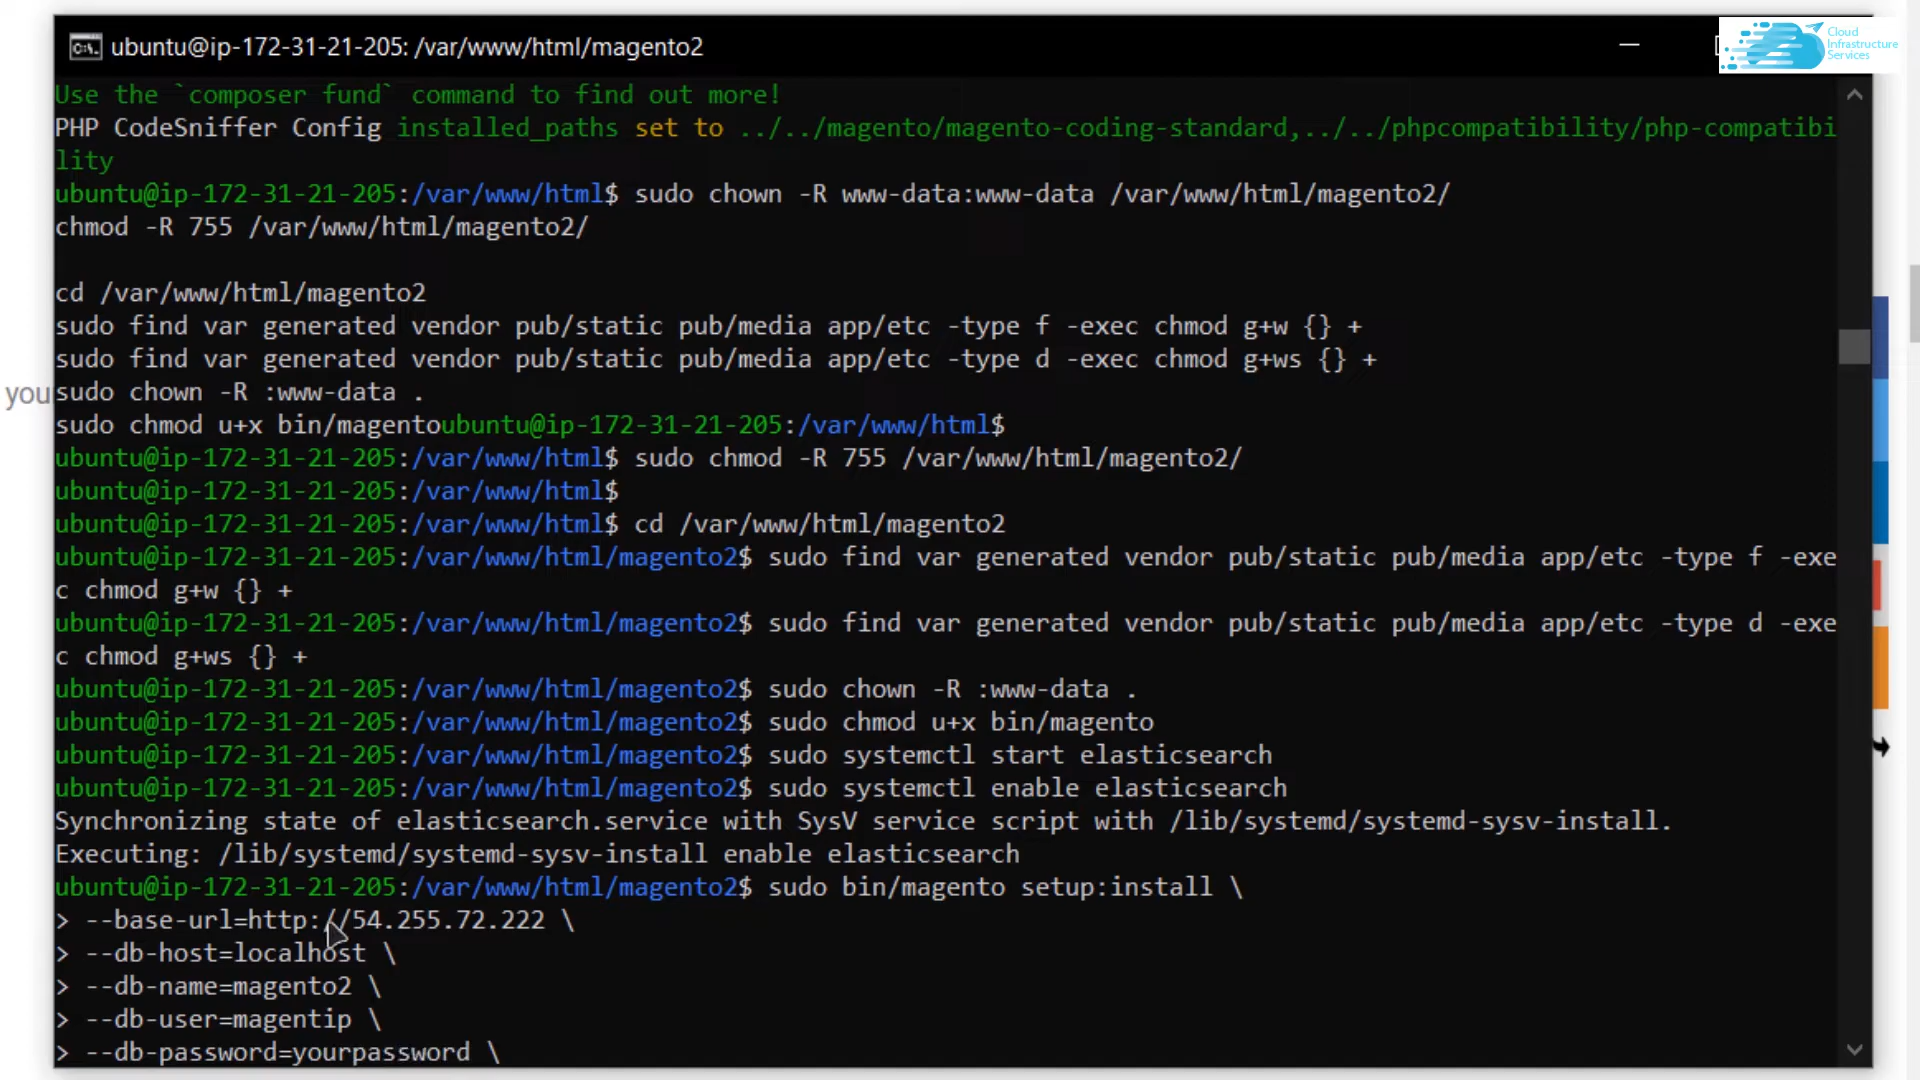 ubuntu@ip-172-31-21-205: /var/www/html/magento2
Cloud
Infrastructure
Services
Use the `composer fund` command to find out more!
PHP CodeSniffer Config installed_paths set to ../../magento/magento-coding-standard,../../phpcompatibility/php-compatibi
lity
ubuntu@ip-172-31-21-205:/var/www/html$ sudo chown -R www-data:www-data /var/www/html/magento2/
chmod -R 755 /var/www/html/magento2/
cd /var/www/html/magento2
sudo find var generated vendor pub/static pub/media app/etc -type f -exec chmod g+w {} +
sudo find var generated vendor pub/static pub/media app/etc -type d -exec chmod g+ws {} +
you
sudo chown -R :www-data .
sudo chmod u+x bin/magentoubuntu@ip-172-31-21-205:/var/www/html$
ubuntu@ip-172-31-21-205:/var/www/html$ sudo chmod -R 755 /var/www/html/magento2/
ubuntu@ip-172-31-21-205:/var/www/html$
ubuntu@ip-172-31-21-205:/var/www/html$ cd /var/www/html/magento2
ubuntu@ip-172-31-21-205:/var/www/html/magento2$ sudo find var generated vendor pub/static pub/media app/etc -type f -exe
c chmod g+w {} +
ubuntu@ip-172-31-21-205:/var/www/html/magento2$ sudo find var generated vendor pub/static pub/media app/etc -type d -exe
c chmod g+ws {} +
ubuntu@ip-172-31-21-205:/var/www/html/magento2$ sudo chown -R :www-data .
ubuntu@ip-172-31-21-205:/var/www/html/magento2$ sudo chmod u+x bin/magento
ubuntu@ip-172-31-21-205:/var/www/html/magento2$ sudo systemctl start elasticsearch
ubuntu@ip-172-31-21-205:/var/www/html/magento2$ sudo systemctl enable elasticsearch
Synchronizing state of elasticsearch.service with SysV service script with /lib/systemd/systemd-sysv-install.
Executing: /lib/systemd/systemd-sysv-install enable elasticsearch
ubuntu@ip-172-31-21-205:/var/www/html/magento2$ sudo bin/magento setup:install \
> --base-url=http://54.255.72.222 \
> --db-host=localhost \
> --db-name=magento2 \
> --db-user=magentip \
> --db-password=yourpassword \